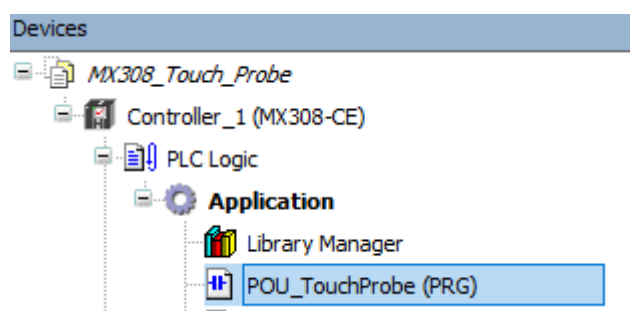 Devices
MX308_Touch_Probe
Controller_1 (MX308-CE)
PLC Logic
Application
Library Manager
POU_TouchProbe (PRG)